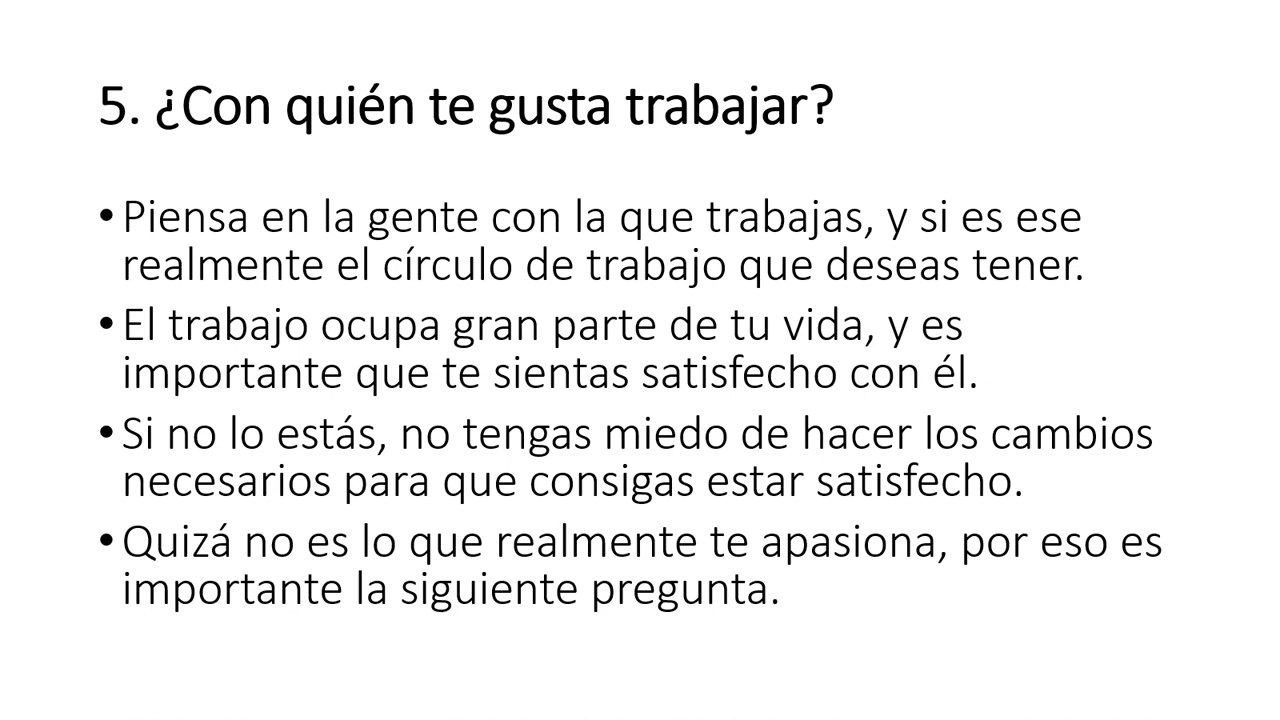 5. ¿Con quién te gusta trabajar?
•Piensa en la gente con la que trabajas, y si es ese
realmente el círculo de trabajo que deseas tener.
•El trabajo ocupa gran parte de tu vida, y es
importante que te sientas satisfecho con él.
•Si no lo estás, no tengas miedo de hacer los cambios
necesarios para que consigas estar satisfecho.
•Quizá no es lo que realmente te apasiona, por eso es
importante la siguiente pregunta.